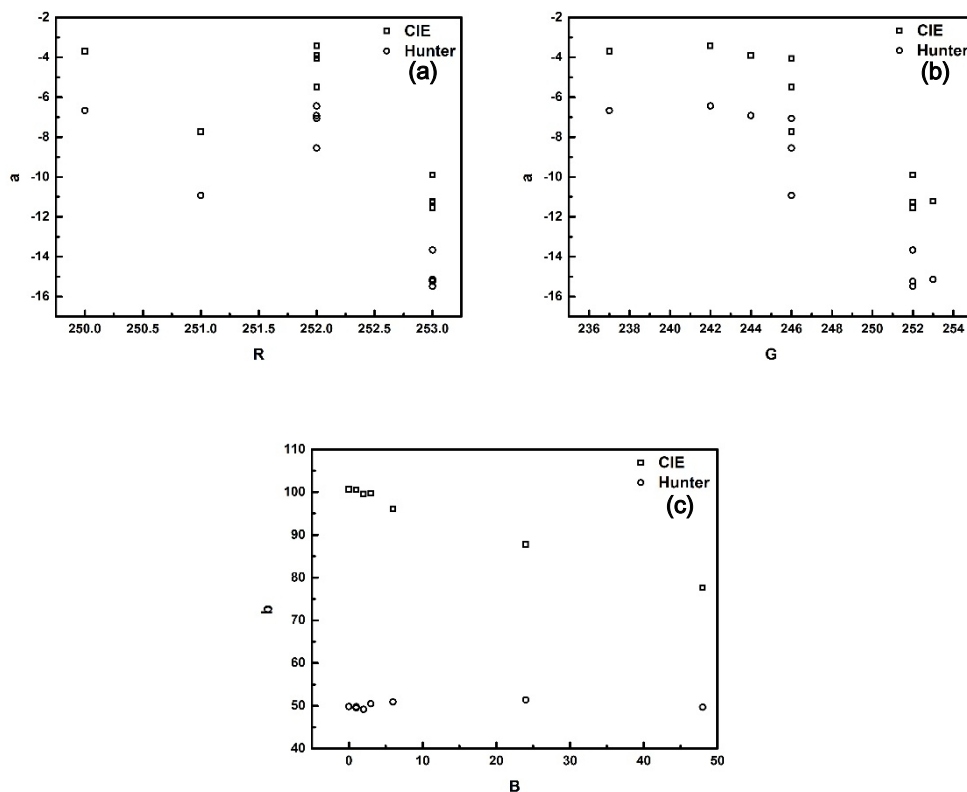 -2
-4
-6
-8
-10
-12
-14
-16
a
CIE
Hunter
(a)
250.0 250.5 251.0 251.5 252.0 252.5 253.0
R
-2
-4
-6
-8
-10
-12
-14
-16
a
CIE
Hunter
(b)
236 238 240 242 244 246 248 250 252 254
G
110
100
90
80
70
60
50
40
b
CIE
Hunter
(c)
0 10 20 30 40 50
B